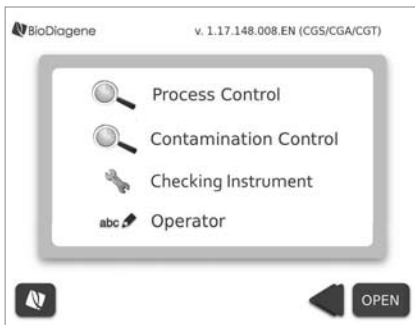 BioDiagene
v. 1.17.148.008.EN (CGS/CGA/CGT)
Process Control
Contamination Control
Checking Instrument
abc Operator
OPEN